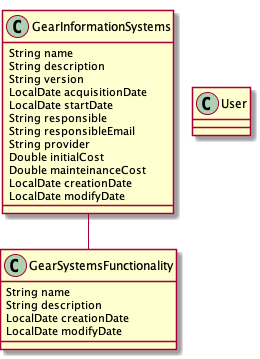 C GearInformationSystems
String name
String description
String version
LocalDate acquisitionDate
LocalDate startDate
String responsible
String responsibleEmail
String provider
Double initialCost
Double mainteinanceCost
LocalDate creationDate
LocalDate modifyDate
C User
C GearSystemsFunctionality
String name
String description
LocalDate creationDate
LocalDate modifyDate